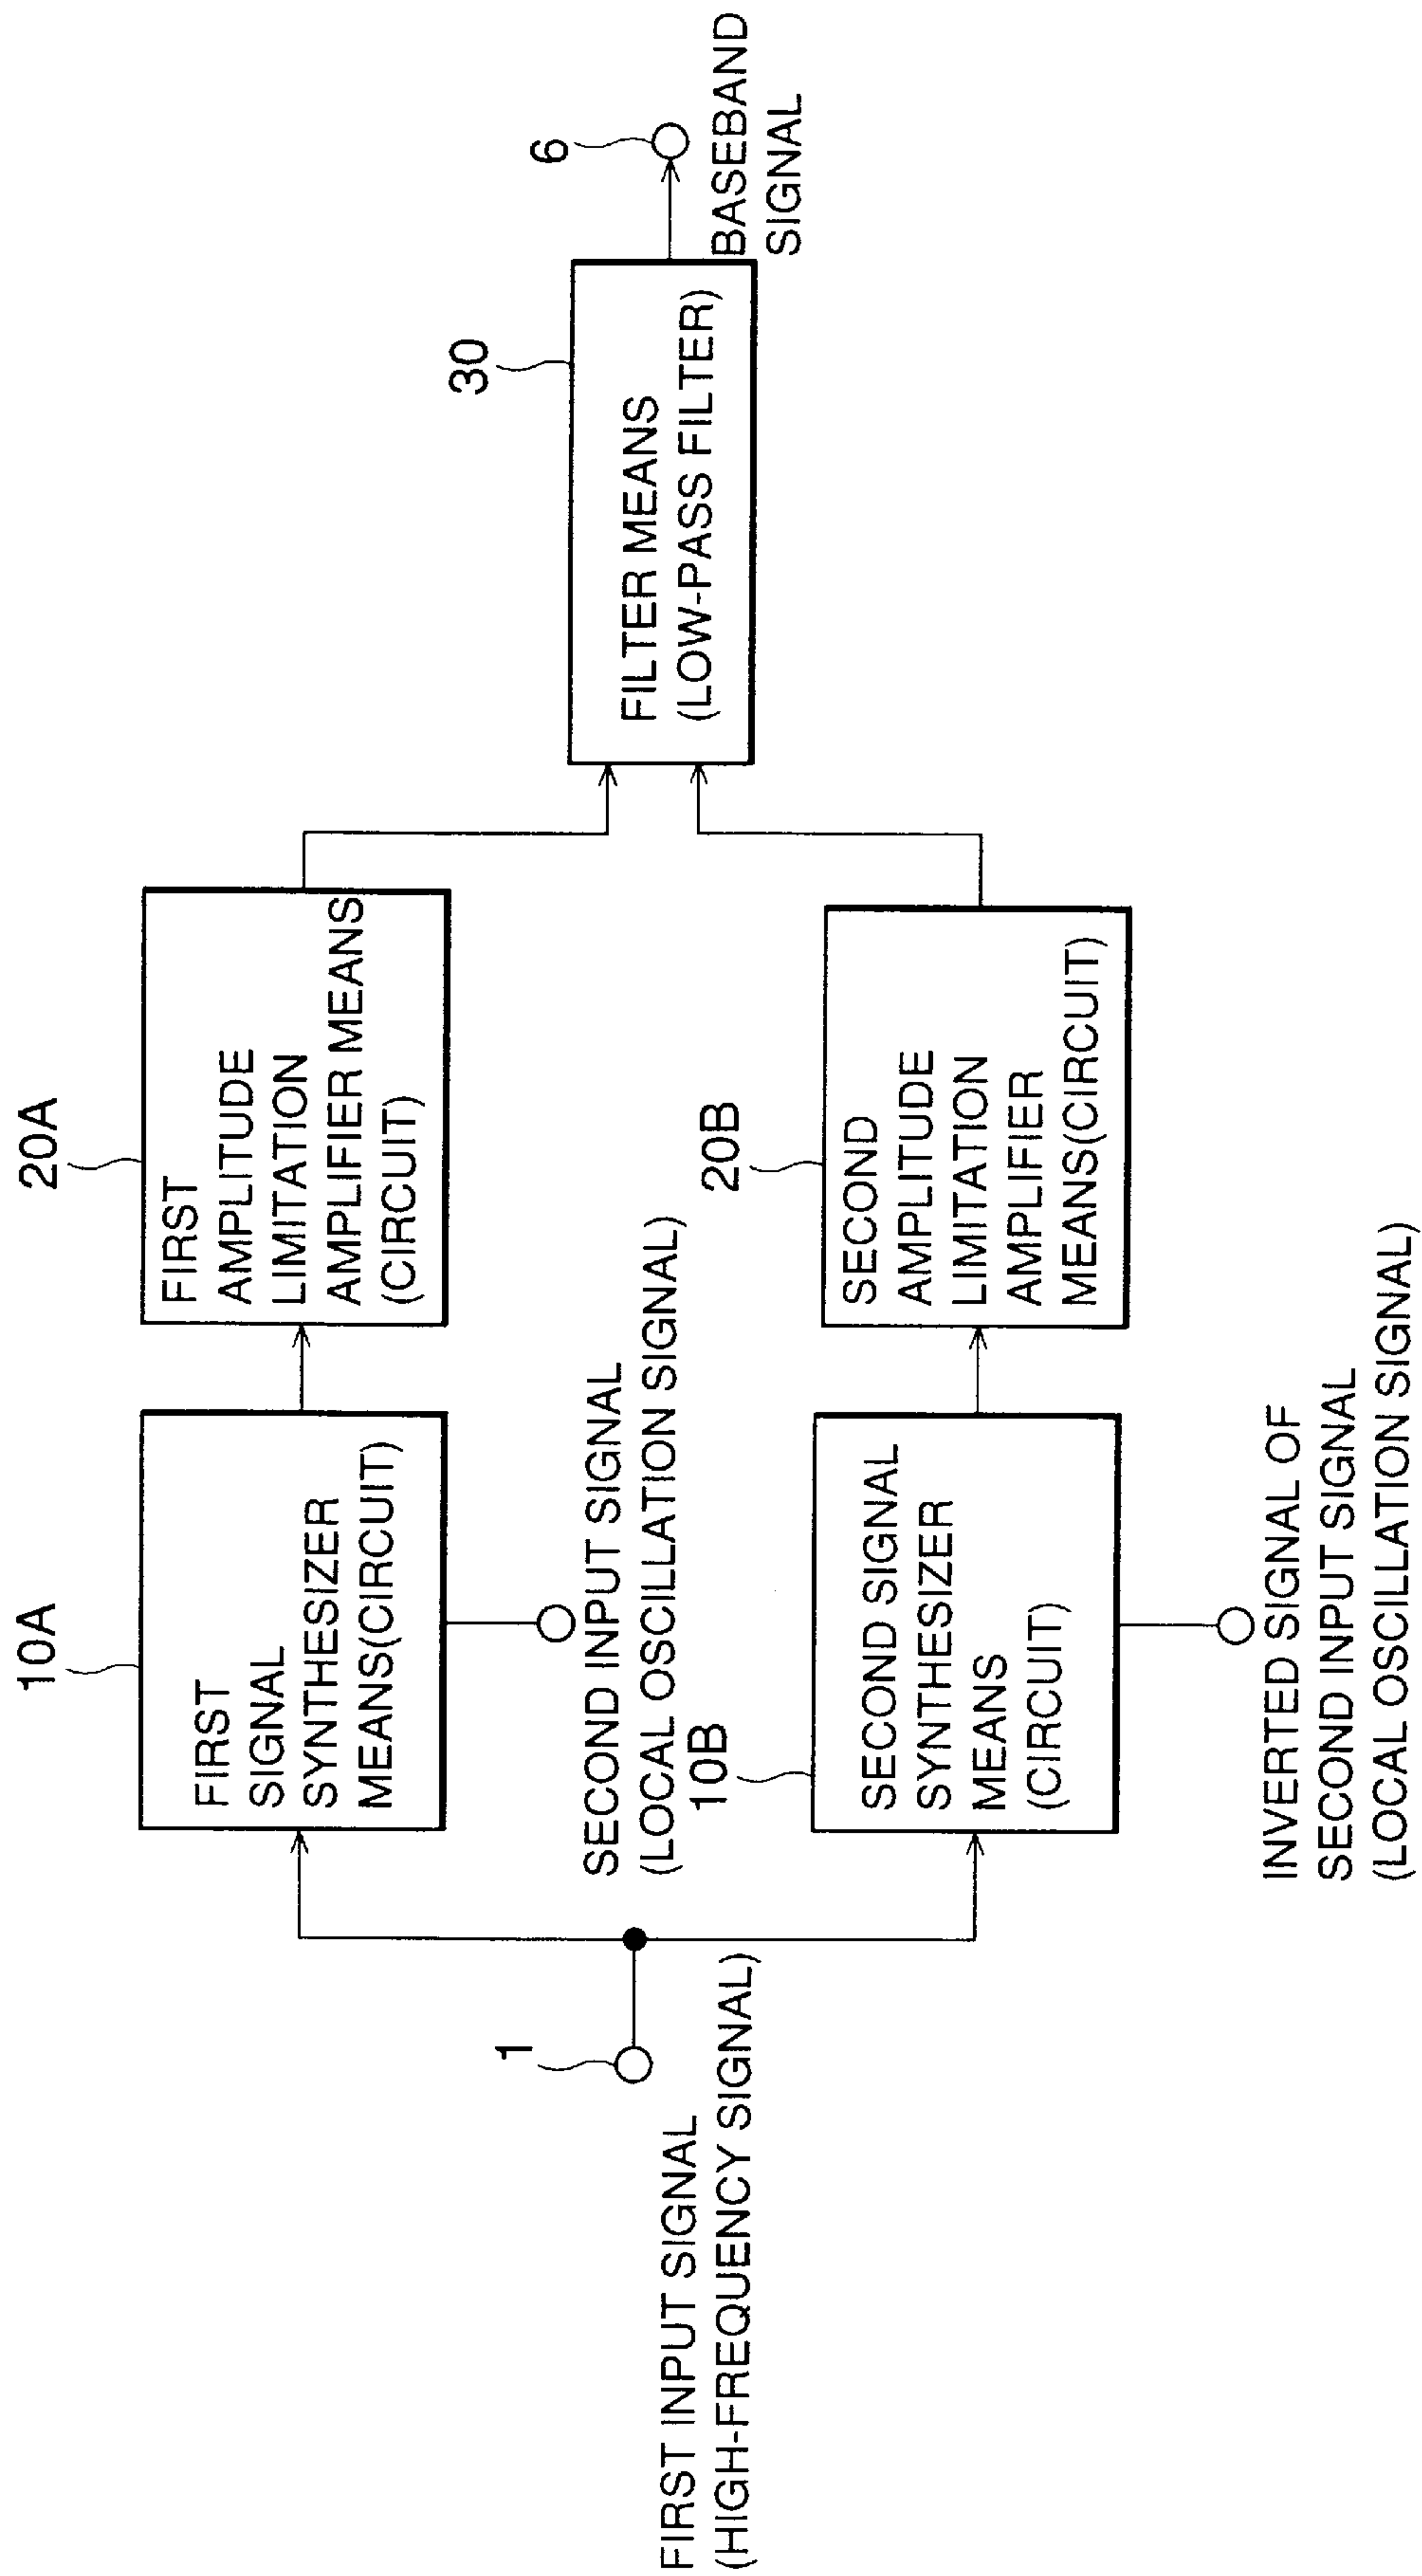 1
FIRST INPUT SIGNAL
(HIGH-FREQUENCY SIGNAL)
10A
FIRST
SIGNAL
SYNTHESIZER
MEANS(CIRCUIT)
SECOND INPUT SIGNAL
(LOCAL OSCILLATION SIGNAL)
20A
FIRST
AMPLITUDE
LIMITATION
AMPLIFIER MEANS
(CIRCUIT)
10B
SECOND SIGNAL
SYNTHESIZER
MEANS
(CIRCUIT)
INVERTED SIGNAL OF
SECOND INPUT SIGNAL
(LOCAL OSCILLATION SIGNAL)
20B
SECOND
AMPLITUDE
LIMITATION
AMPLIFIER
MEANS(CIRCUIT)
30
FILTER MEANS
(LOW-PASS FILTER)
6
BASEBAND
SIGNAL